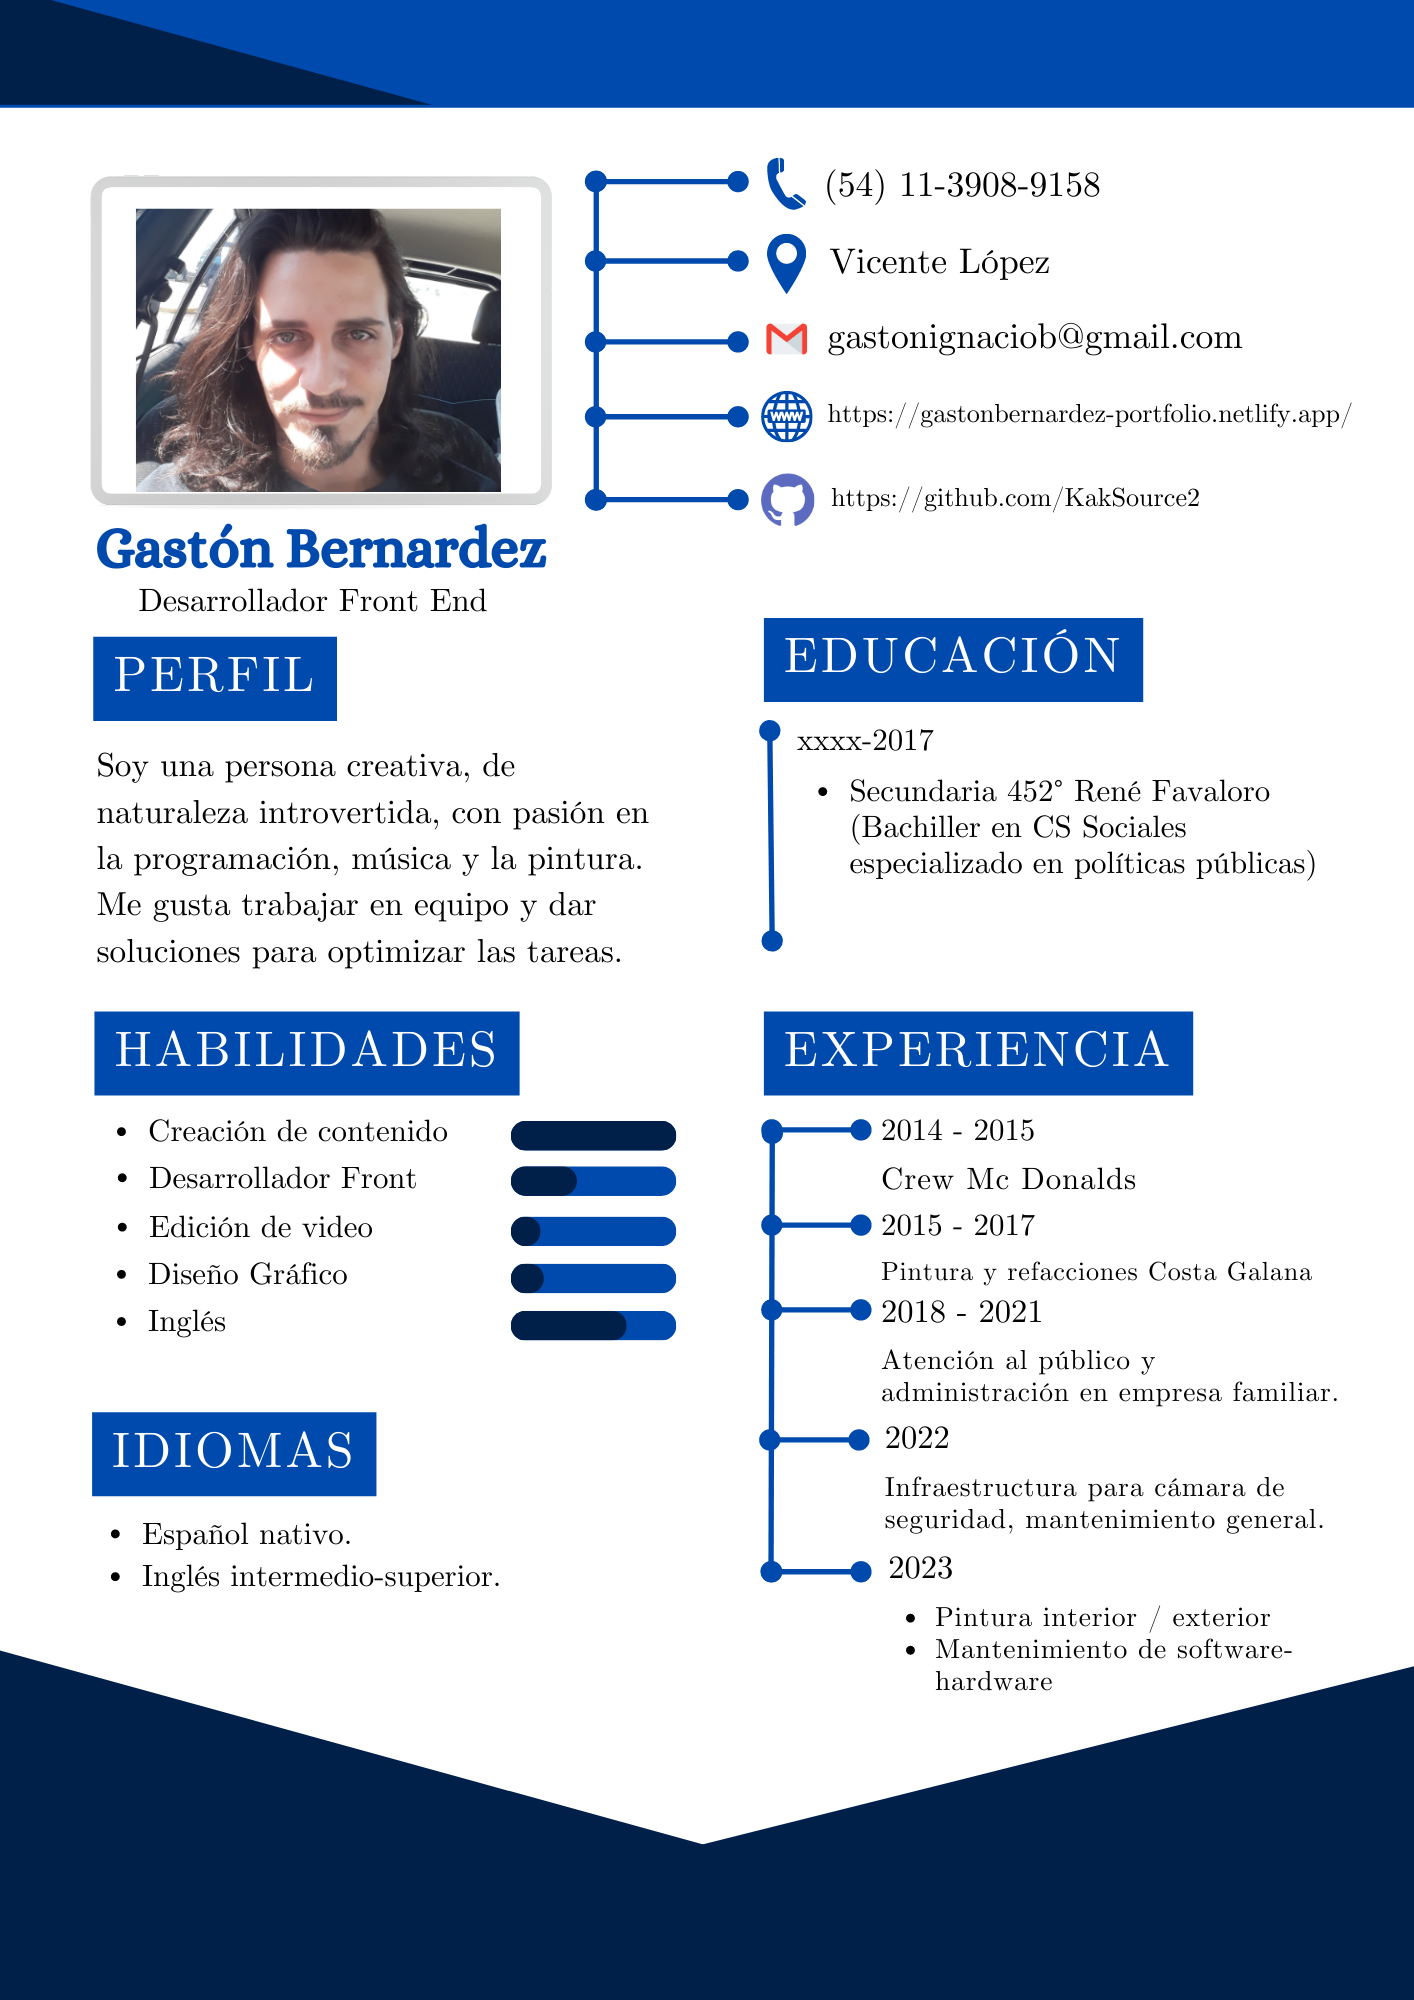 (54) 11-3908-9158
Vicente López
gastonignaciob@gmail.com
www
https://gastonbernardez-portfolio.netlify.app/
https://github.com/KakSource2
Gastón Bernardez
Desarrollador Front End
PERFIL
Soy una persona creativa, de
naturaleza introvertida, con pasión en
la programación, música y la pintura.
Me gusta trabajar en equipo y dar
soluciones para optimizar las tareas.
HABILIDADES
• Creación de contenido
• Desarrollador Front
• Edición de video
• Diseño Gráfico
• Inglés
IDIOMAS
• Español nativo.
• Inglés intermedio-superior.
EDUCACIÓN
xxxx-2017
• Secundaria 452° René Favaloro
(Bachiller en CS Sociales
especializado en políticas públicas)
EXPERIENCIA
2014 - 2015
Crew Mc Donalds
2015 - 2017
Pintura y refacciones Costa Galana
2018 - 2021
Atención al público y
administración en empresa familiar.
2022
Infraestructura para cámara de
seguridad, mantenimiento general.
2023
• Pintura interior / exterior
• Mantenimiento de software-
hardware